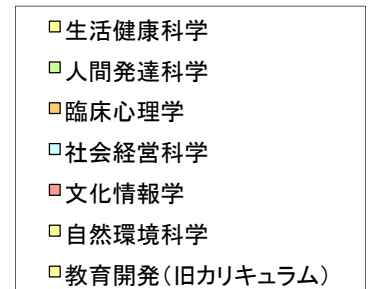 生活健康科学
人間発達科学
臨床心理学
社会経営科学
文化情報学
自然環境科学
教育開発（旧カリキュラム）